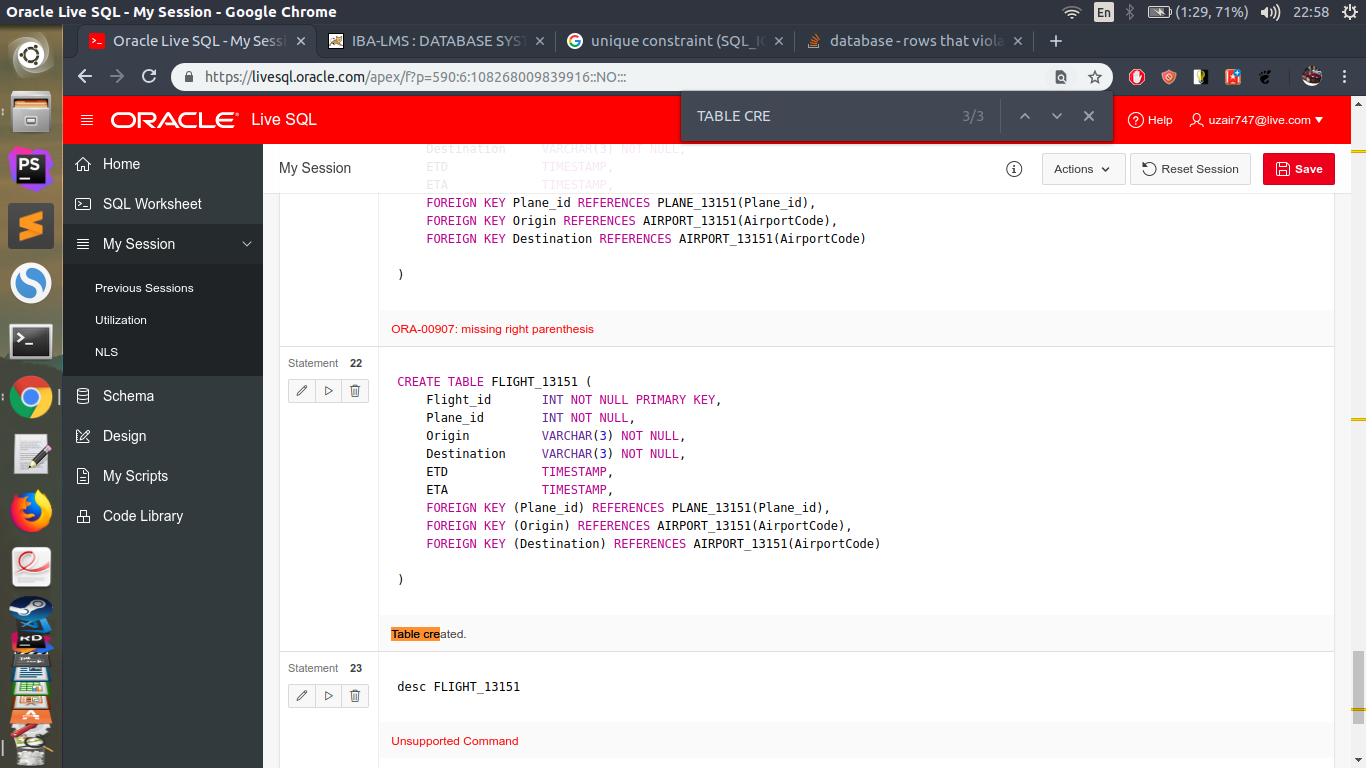 Oracle Live SQL - My Session - Google Chrome
En
(1:29, 71%)
22:58
Oracle Live SQL - My Sessi
IBA-LMS : DATABASE SYST
unique constraint (SQL_I
database - rows that viola
https://livesql.oracle.com/apex/f?p=590:6:108268009839916::NO:::
TABLE CRE
3/3
ORACLE Live SQL
Help
uzair747@live.com
Home
SQL Worksheet
My Session
Previous Sessions
Utilization
NLS
Schema
Design
My Scripts
Code Library
My Session
Actions
Reset Session
Save
Destination VARCHAR(3) NOT NULL,
ETD TIMESTAMP,
ETA TIMESTAMP,
FOREIGN KEY Plane_id REFERENCES PLANE_13151(Plane_id),
FOREIGN KEY Origin REFERENCES AIRPORT_13151(AirportCode),
FOREIGN KEY Destination REFERENCES AIRPORT_13151(AirportCode)
)
ORA-00907: missing right parenthesis
Statement 22
CREATE TABLE FLIGHT_13151 (
Flight_id INT NOT NULL PRIMARY KEY,
Plane_id INT NOT NULL,
Origin VARCHAR(3) NOT NULL,
Destination VARCHAR(3) NOT NULL,
ETD TIMESTAMP,
ETA TIMESTAMP,
FOREIGN KEY (Plane_id) REFERENCES PLANE_13151(Plane_id),
FOREIGN KEY (Origin) REFERENCES AIRPORT_13151(AirportCode),
FOREIGN KEY (Destination) REFERENCES AIRPORT_13151(AirportCode)
)
Table created.
Statement 23
desc FLIGHT_13151
Unsupported Command
PS
RD